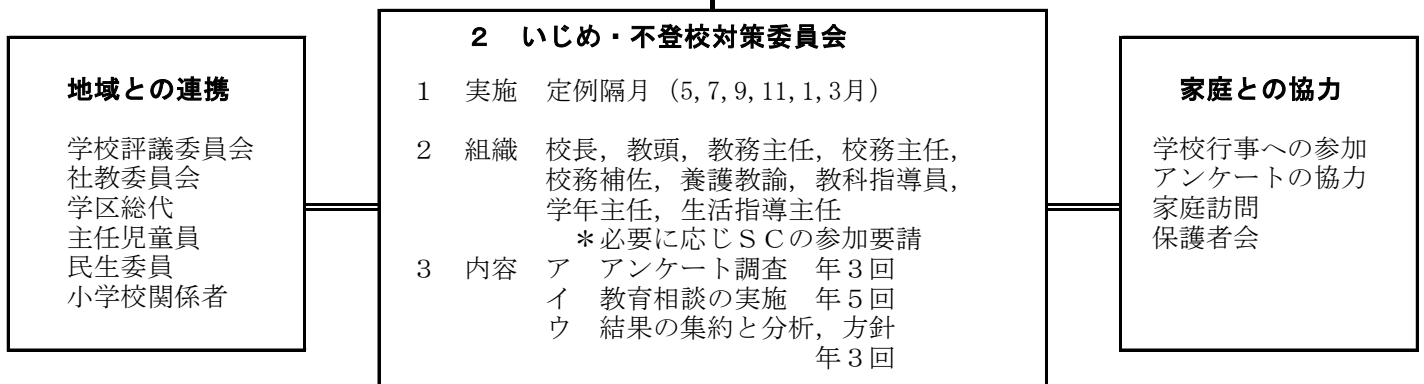 地域との連携
学校評議委員会
社教委員会
学区総代
主任児童員
民生委員
小学校関係者
2 いじめ・不登校対策委員会
1 実施 定例隔月 (5,7,9,11,1,3月)
2 組織 校長,教頭,教務主任,校務主任,
校務補佐,養護教諭,教科指導員,
学年主任,生活指導主任
*必要に応じSCの参加要請
3 内容 ア アンケート調査 年3回
イ 教育相談の実施 年5回
ウ 結果の集約と分析,方針
年3回
家庭との協力
学校行事への参加
アンケートの協力
家庭訪問
保護者会